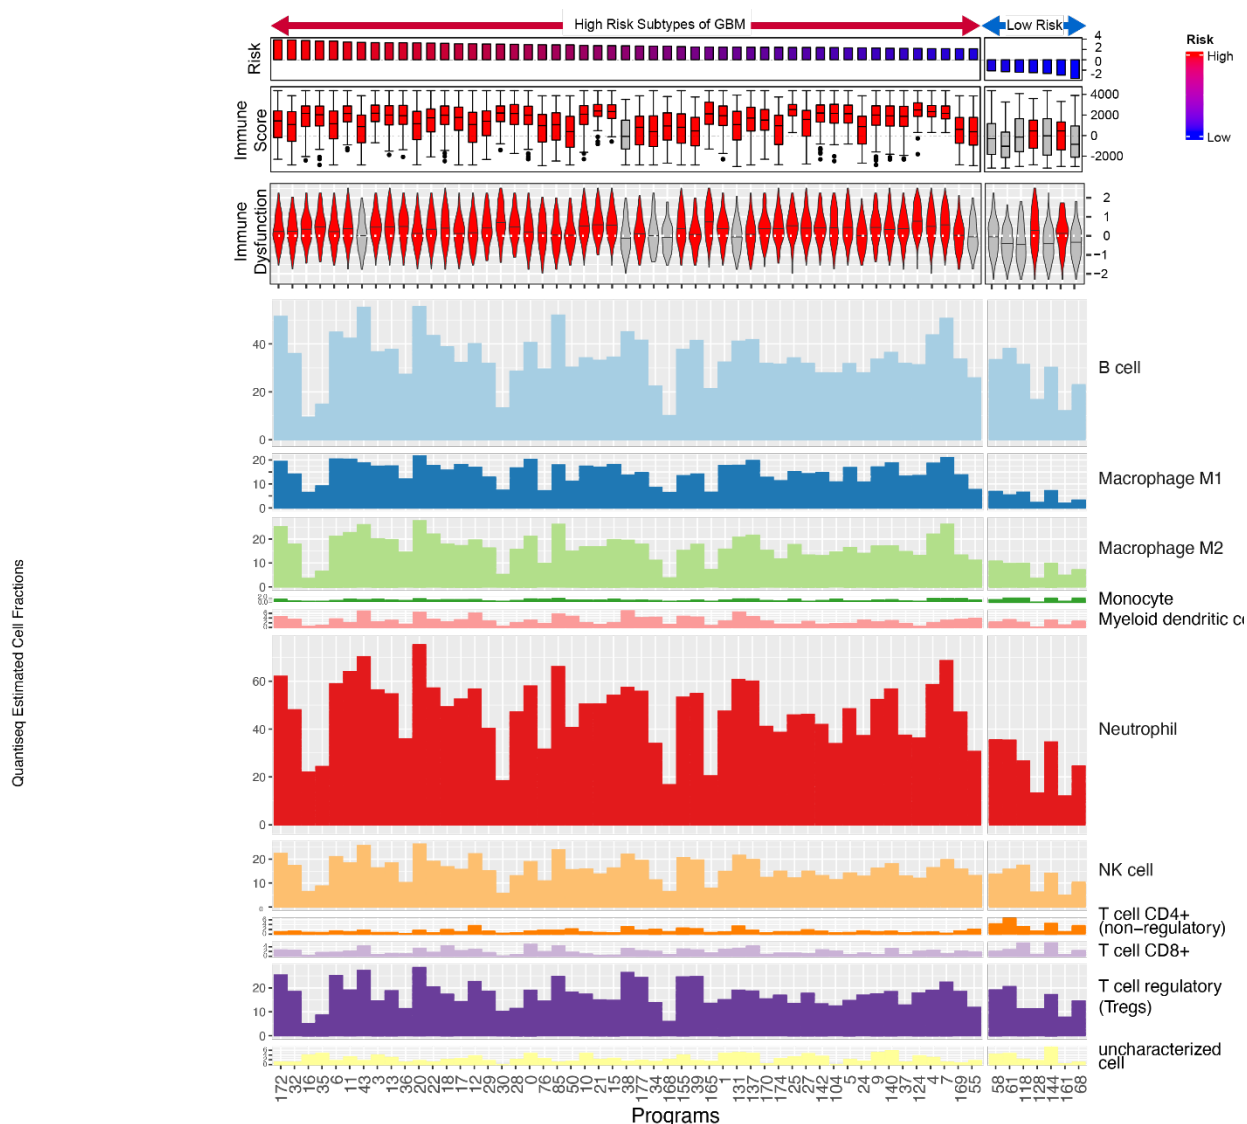 High Risk Subtypes of GBM
Low Risk
Risk
4
2
0
-2
Risk
High
Low
Immune
Score
4000
2000
0
-2000
Immune
Dysfunction
2
1
0
−1
−2
Quantiseq Estimated Cell Fractions
40
20
0
B cell
20
10
0
Macrophage M1
20
10
0
Macrophage M2
Monocyte
Myeloid dendritic ce
60
40
20
0
Neutrophil
20
10
0
NK cell
T cell CD4+
(non−regulatory)
T cell CD8+
20
10
0
T cell regulatory
(Tregs)
uncharacterized
cell
172 32 16 35 6 11 43 3 13 36 20 22 18 17 12 29 30 28 0 76 85 50 10 21 15 38 177 34 168 155 39 165 1 131 137 170 174 25 27 142 104 5 24 9 140 37 124 4 7 169 55 58 61 118 128 144 161 68
Programs